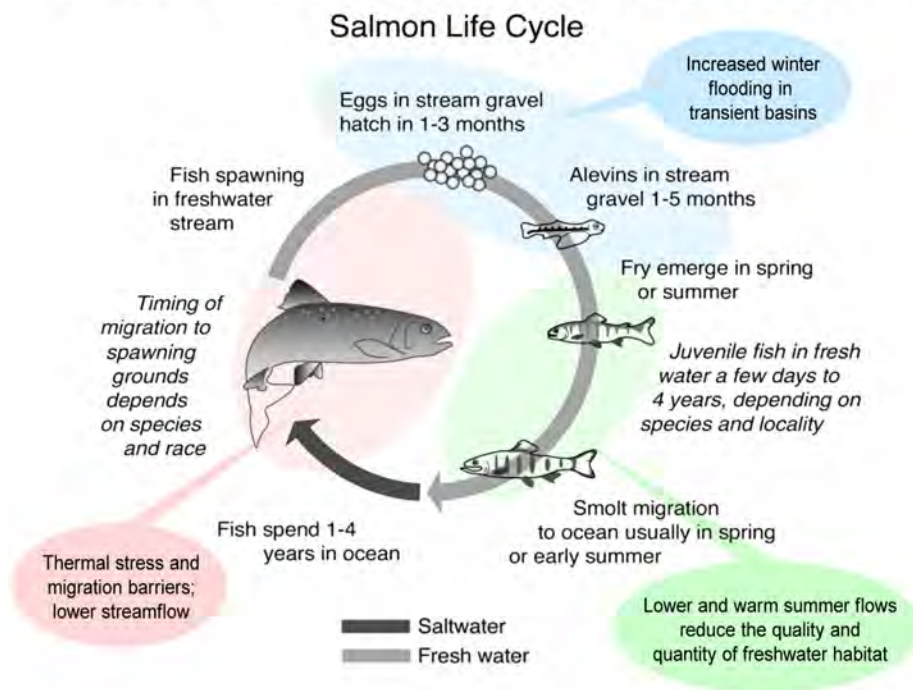 Salmon Life Cycle
Increased winter
flooding in
transient basins
Eggs in stream gravel
hatch in 1-3 months
Alevins in stream
gravel 1-5 months
Fry emerge in spring
or summer
Juvenile fish in fresh
water a few days to
4 years, depending on
species and locality
Smolt migration
to ocean usually in spring
or early summer
Lower and warm summer flows
reduce the quality and
quantity of freshwater habitat
Fish spend 1-4
years in ocean
Thermal stress and
migration barriers;
lower streamflow
Timing of
migration to
spawning
grounds
depends
on species
and race
Fish spawning
in freshwater
stream
Saltwater
Fresh water